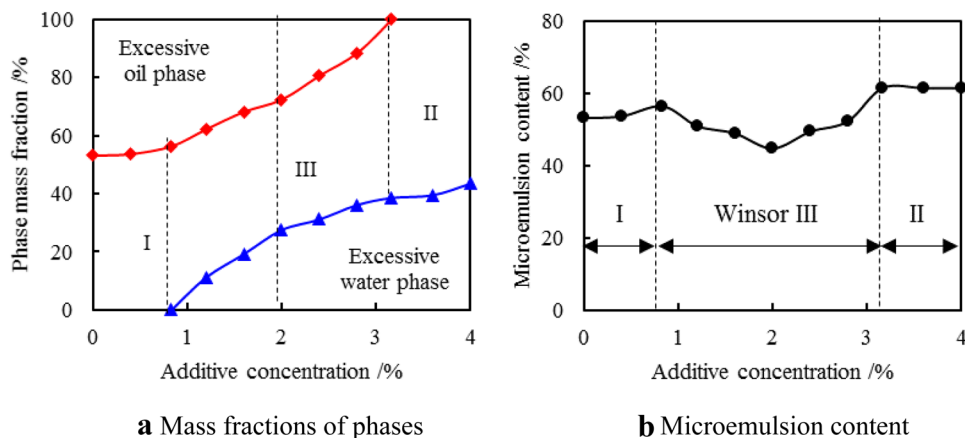 Phase mass fraction /%
100
80
60
40
20
0
Excessive
oil phase
I
III
II
Excessive
water phase
0
1
2
3
4
Additive concentration /%
a Mass fractions of phases
Microemulsion content /%
80
60
40
20
0
I
Winsor III
II
0
1
2
3
4
Additive concentration /%
b Microemulsion content